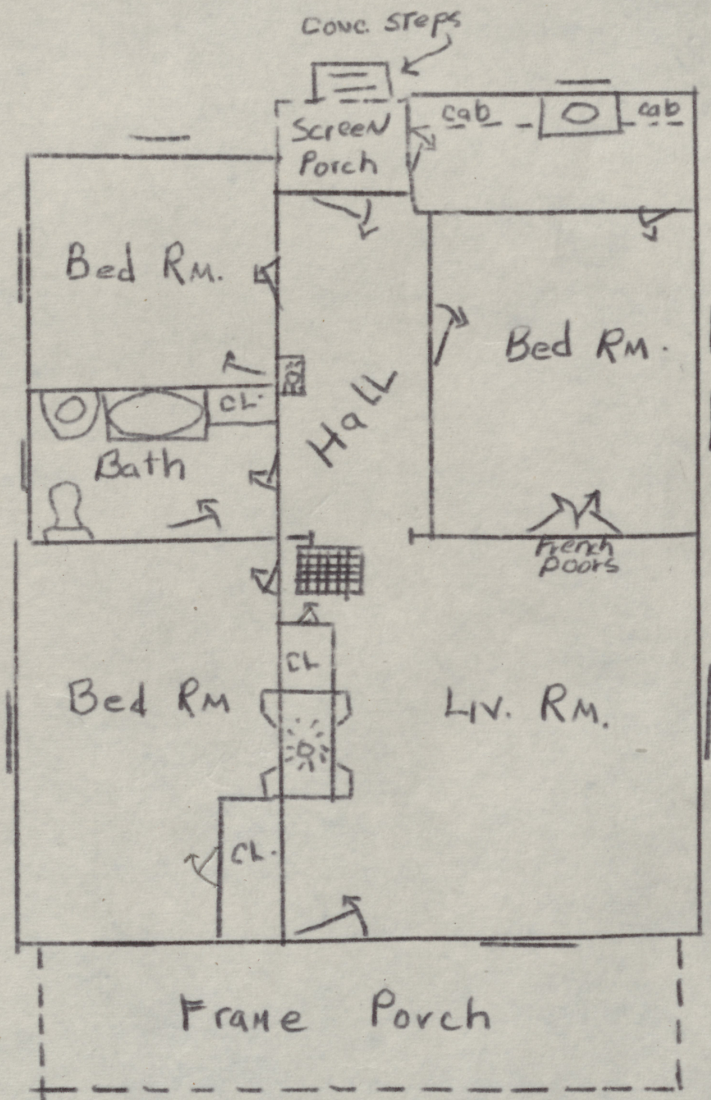 conc. steps
cab cab
Screen
Porch
Bed RM.
Bed RM.
CL.
Hall
Bath
French
Doors
CL
Bed RM
LIV. RM.
CL.
Frame Porch